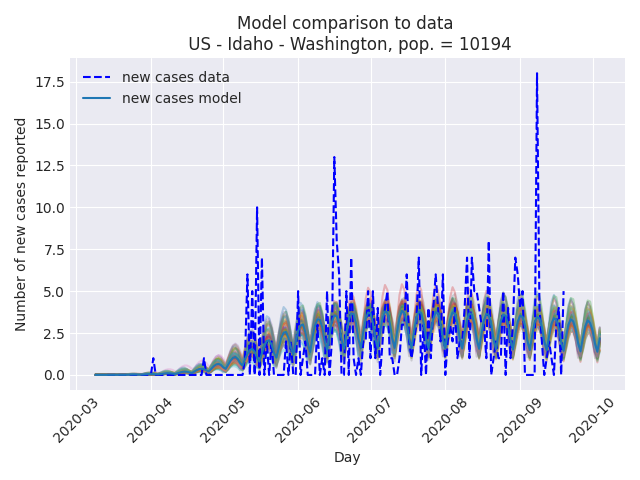 Model comparison to data
US - Idaho - Washington, pop. = 10194
new cases data
new cases model
Number of new cases reported
17.5
15.0
12.5
10.0
7.5
5.0
2.5
0.0
2020-03
2020-04
2020-05
2020-06
2020-07
2020-08
2020-09
2020-10
Day